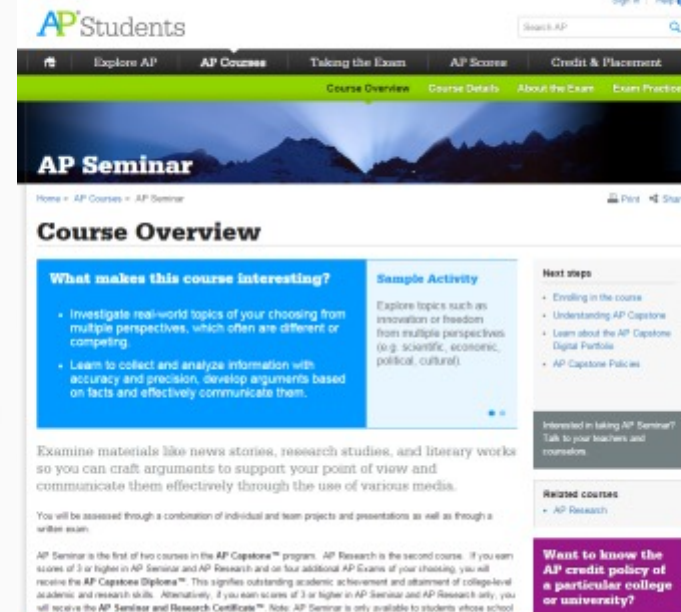 Sign In Help
AP Students
Search AP
Explore AP AP Courses Taking the Exam AP Scores Credit & Placement
Course Overview Course Details About the Exam Exam Practice
AP Seminar
Home > AP Courses > AP Seminar
Print Shar
Course Overview
What makes this course interesting?
• Investigate real-world topics of your choosing from
multiple perspectives, which often are different or
competing.
• Learn to collect and analyze information with
accuracy and precision, develop arguments based
on facts and effectively communicate them.
Sample Activity
Explore topics such as
innovation or freedom
from multiple perspectives
(e.g. scientific, economic,
political, cultural).
Next steps
• Enrolling in the course
• Understanding AP Capstone
• Learn about the AP Capstone
Digital Portfolio
• AP Capstone Policies
Interested in taking AP Seminar?
Talk to your teachers and
counselors.
Examine materials like news stories, research studies, and literary works
so you can craft arguments to support your point of view and
communicate them effectively through the use of various media.
You will be assessed through a combination of individual and team projects and presentations as well as through a
written exam.
Related courses
• AP Research
AP Seminar is the first of two courses in the AP Capstone™ program. AP Research is the second course. If you earn
scores of 3 or higher in AP Seminar and AP Research and on four additional AP Exams of your choosing, you will
receive the AP Capstone Diploma™. This signifies outstanding academic achievement and attainment of college-level
academic and research skills. Alternatively, if you earn scores of 3 or higher in AP Seminar and AP Research only, you
will receive the AP Seminar and Research Certificate™. Note: AP Seminar is only available to students whose school
Want to know the
AP credit policy of
a particular college
or university?